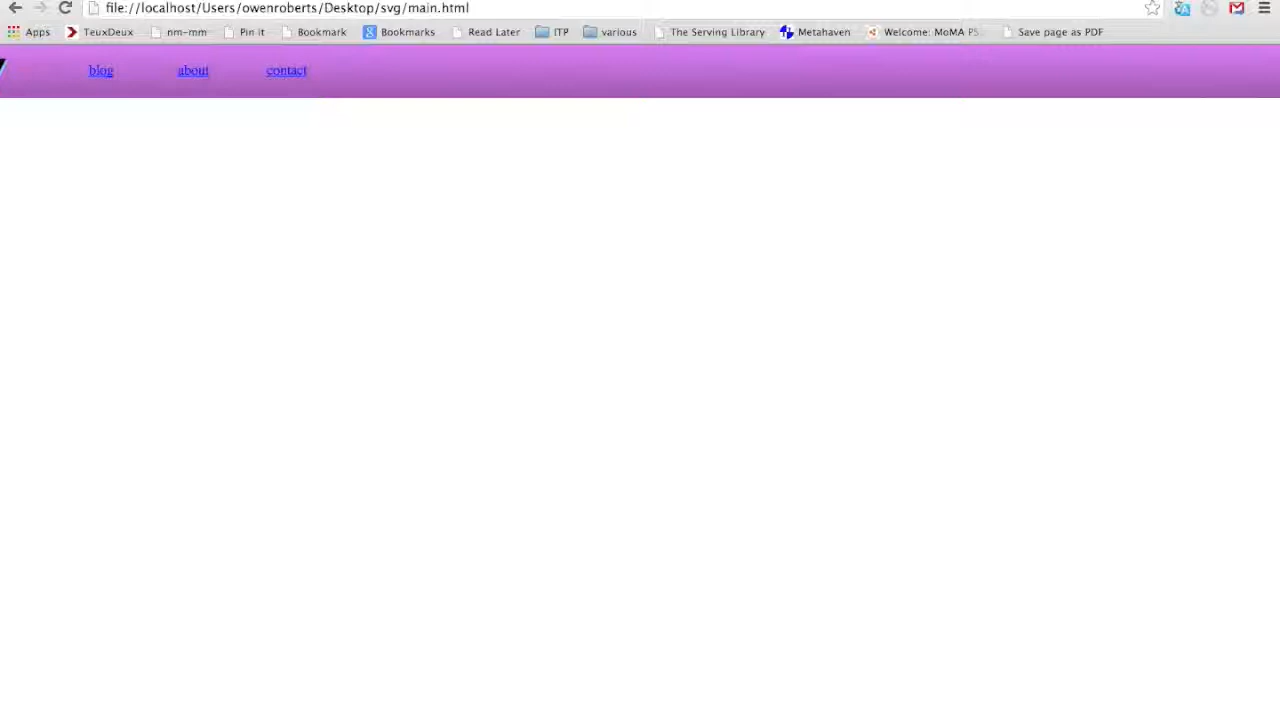 file://localhost/Users/owenroberts/Desktop/svg/main.html
Apps TeuxDeux nm-mm Pin it Bookmark Bookmarks Read Later ITP various The Serving Library Metahaven Welcome: MoMA PS Save page as PDF
blog about contact